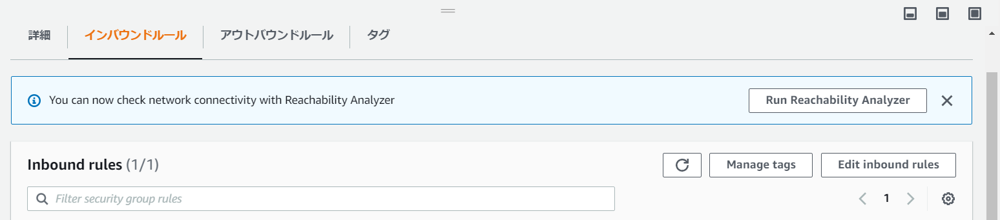 詳細 インバウンドルール アウトバウンドルール タグ
You can now check network connectivity with Reachability Analyzer Run Reachability Analyzer
Inbound rules (1/1) Manage tags Edit inbound rules
Filter security group rules 1